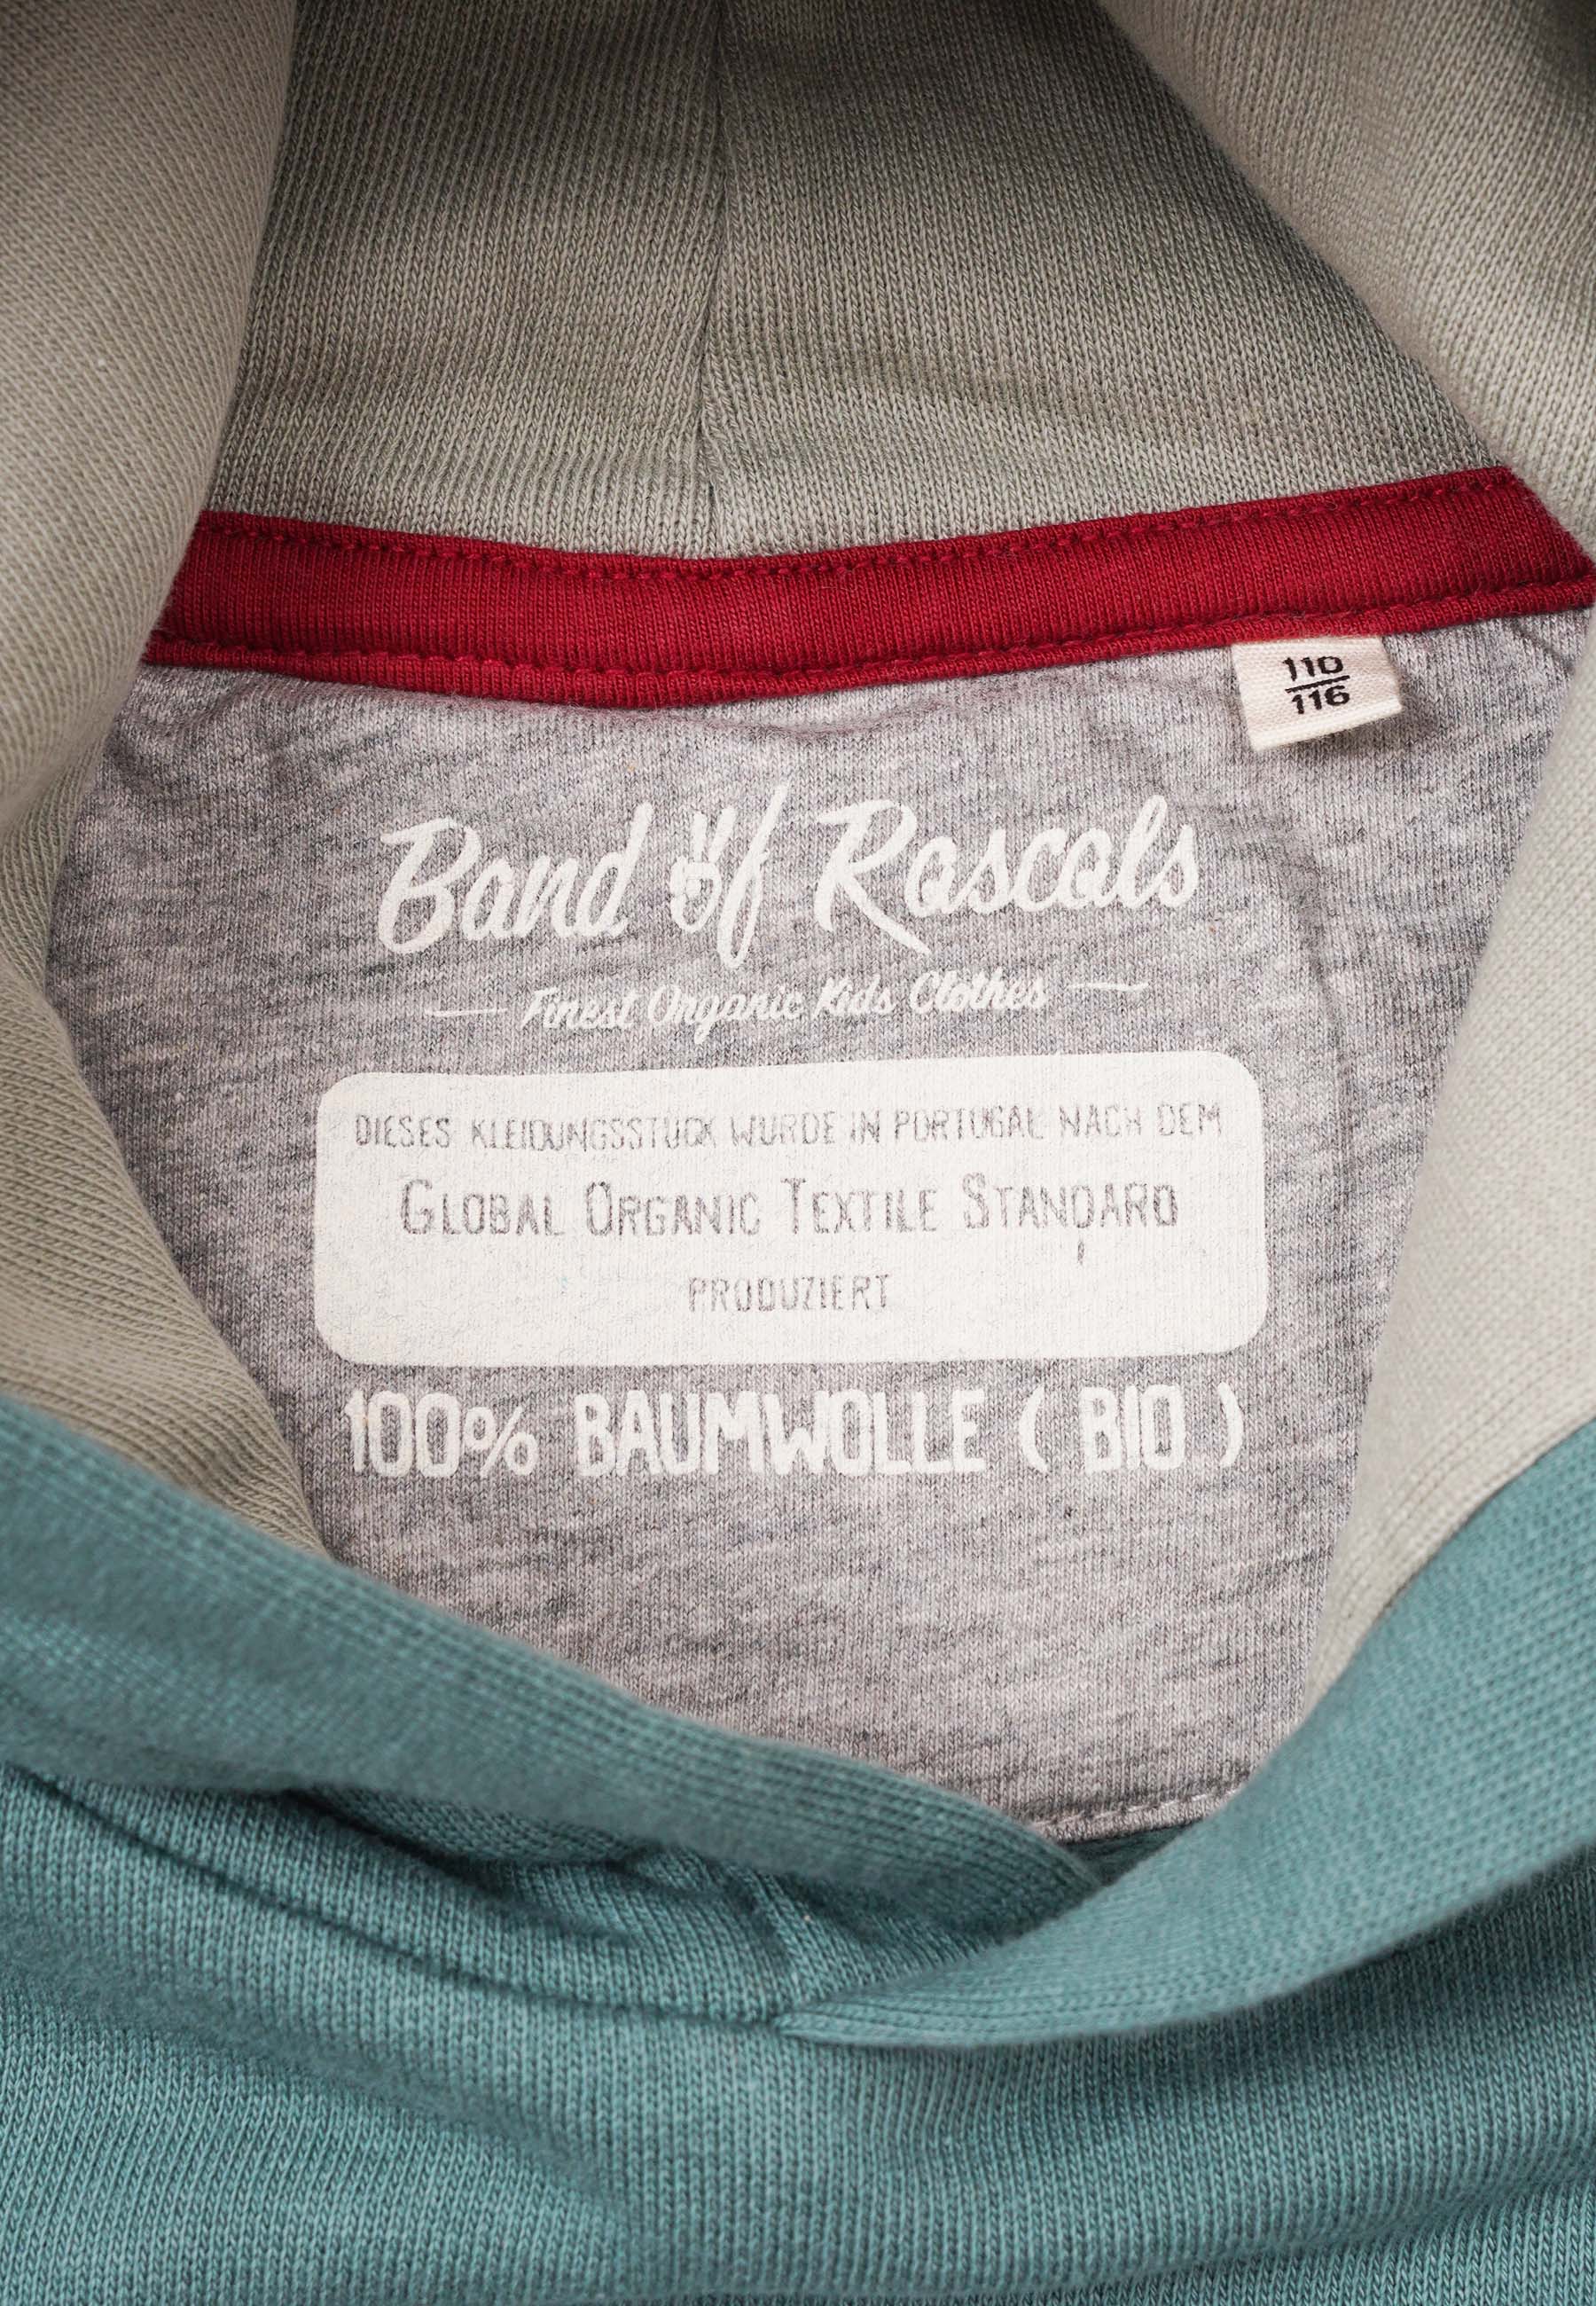 110
116
Band of Rascals
Finest Organic Kids Clothes
DIESES KLEIDUNGSSTÜCK WURDE IN PORTUGAL NACH DEM
GLOBAL ORGANIC TEXTILE STANDARD
PRODUZIERT
100% BAUMWOLLE ( BIO )